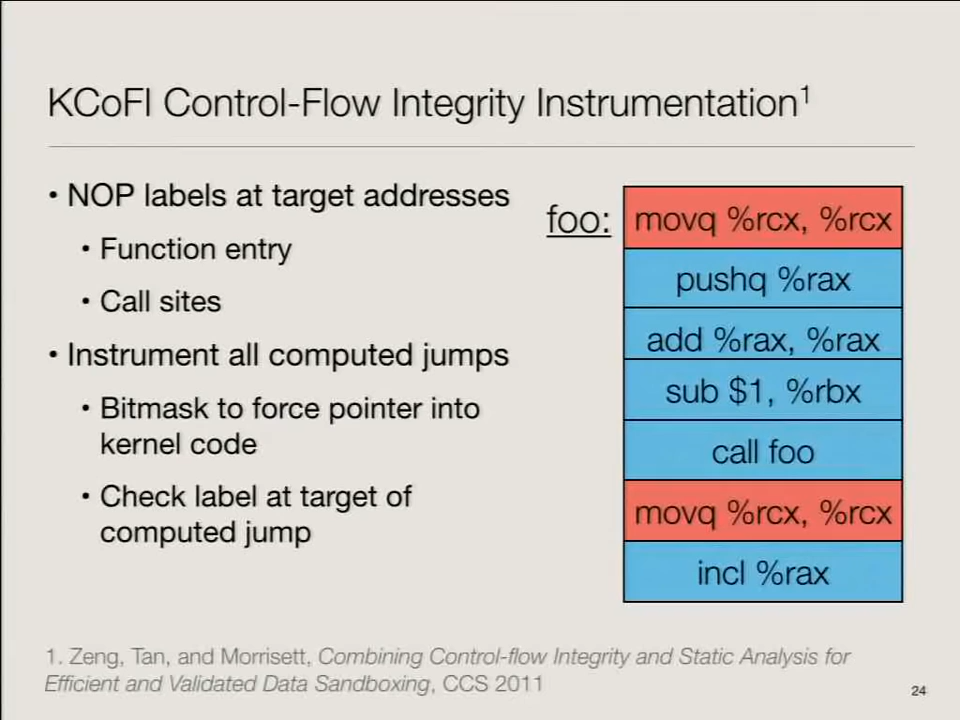 KCoFI Control-Flow Integrity Instrumentation1
• NOP labels at target addresses
• Function entry
• Call sites
• Instrument all computed jumps
• Bitmask to force pointer into
kernel code
• Check label at target of
computed jump
foo:
movq %rcx, %rcx
pushq %rax
add %rax, %rax
sub $1, %rbx
call foo
movq %rcx, %rcx
incl %rax
1. Zeng, Tan, and Morrisett, Combining Control-flow Integrity and Static Analysis for
Efficient and Validated Data Sandboxing, CCS 2011
24